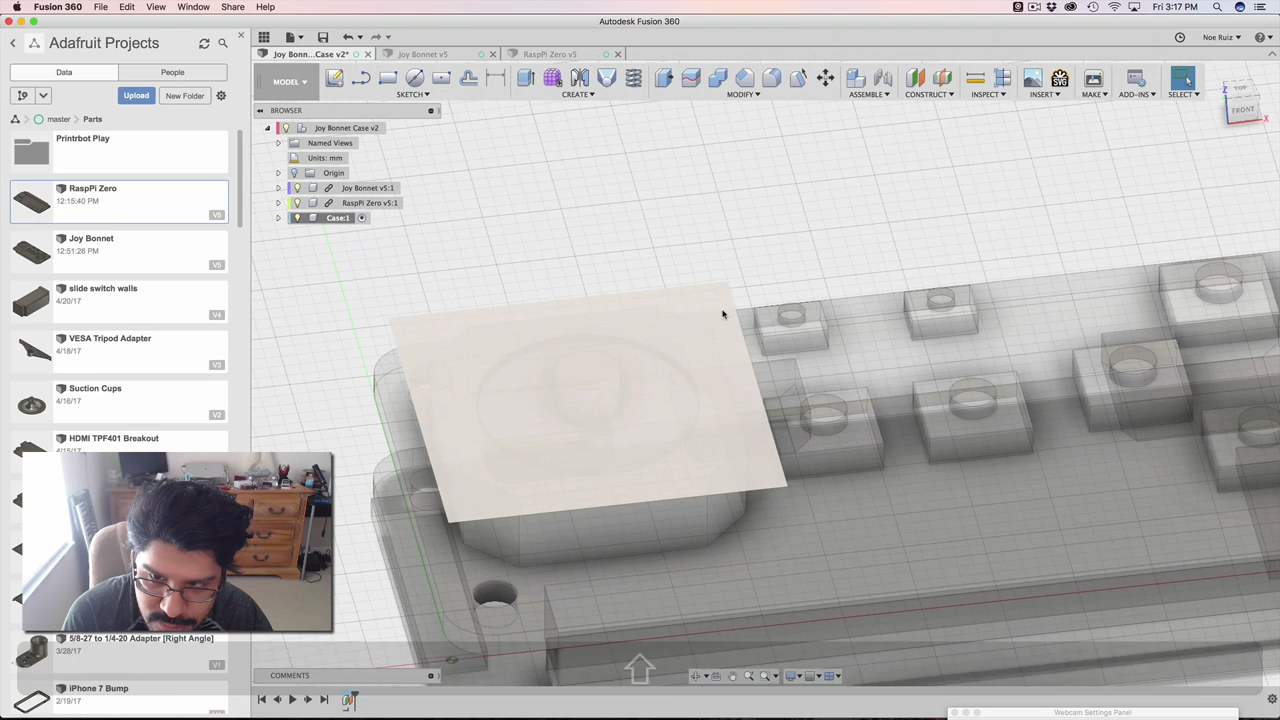 Fusion 360 File Edit View Window Share Help Fri 3:17 PM
Autodesk Fusion 360
Adafruit Projects
Joy Bonn...Case v2* Joy Bonnet v5 RaspPi Zero v5 Noe Ruiz
Data People
MODEL SKETCH CREATE MODIFY ASSEMBLE CONSTRUCT INSPECT INSERT MAKE ADD-INS SELECT
Upload New Folder
TOP
FRONT
Z
X
BROWSER
master Parts
Joy Bonnet Case v2
Named Views
Units: mm
Origin
Joy Bonnet v5:1
RaspPi Zero v5:1
Case:1
Printrbot Play
RaspPi Zero
12:15:40 PM
V5
Joy Bonnet
12:51:26 PM
V5
slide switch walls
4/20/17
V4
VESA Tripod Adapter
4/18/17
V3
Suction Cups
4/16/17
V2
HDMI TPF401 Breakout
5/8-27 to 1/4-20 Adapter [Right Angle]
3/28/17
V1
iPhone 7 Bump
2/19/17
COMMENTS
Webcam Settings Panel